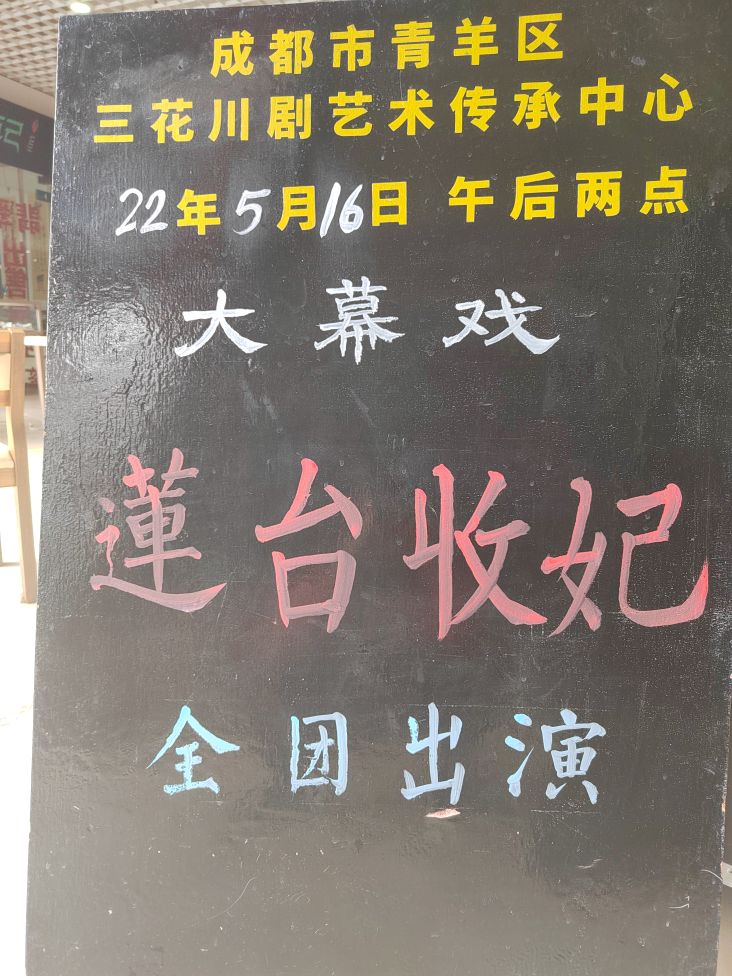 成都市青羊区
三花川剧艺术传承中心
22年5月16日 午后两点
大幕戏
蓮台收妃
全团出演